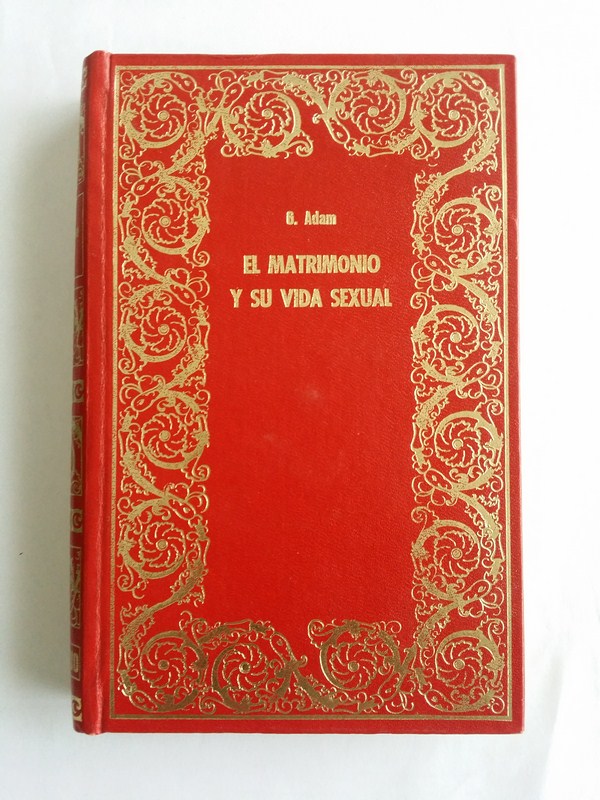 G. Adam
EL MATRIMONIO
Y SU VIDA SEXUAL